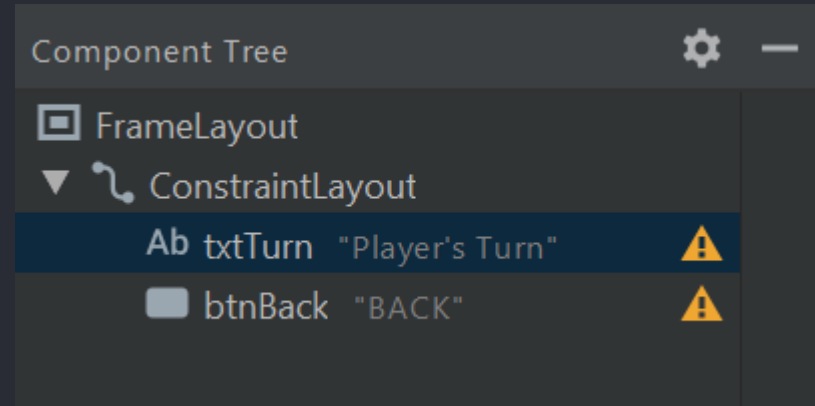 Component Tree
FrameLayout
ConstraintLayout
Ab txtTurn "Player's Turn"
btnBack "BACK"